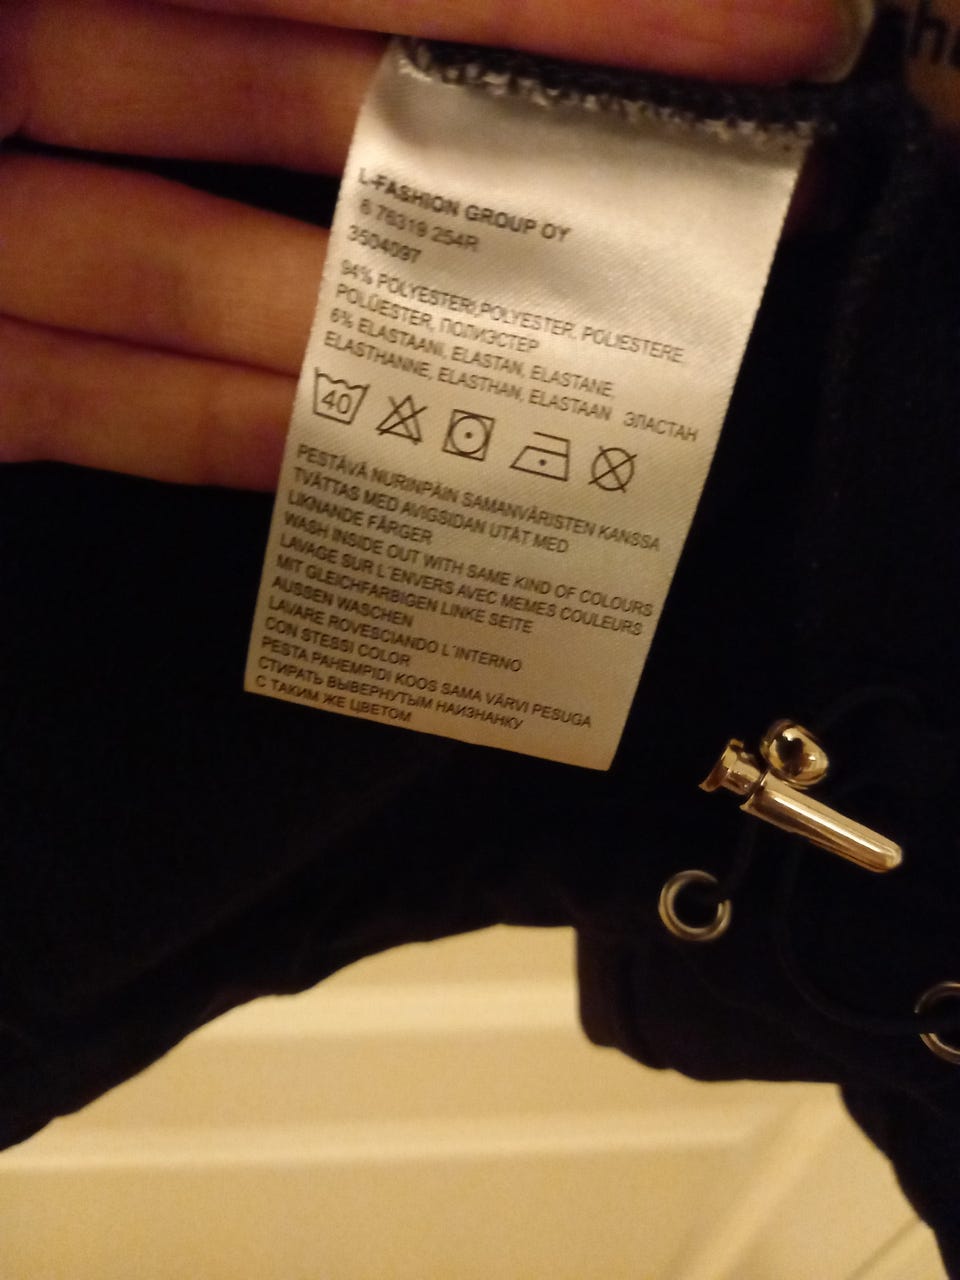 L-FASHION GROUP OY
6 76319 254R
3504097
94% POLYESTERI, POLYESTER, POLIESTERE,
POLÜESTER, ПОЛИЭСТЕР
6% ELASTAANI, ELASTAN, ELASTANE,
ELASTHANNE, ELASTHAN, ELASTAAN ЭЛАСТАН
40
PESTÄVÄ NURINPÄIN SAMANVÄRISTEN KANSSA
TVÄTTAS MED AVIGSIDAN UTÅT MED
LIKNANDE FÄRGER
WASH INSIDE OUT WITH SAME KIND OF COLOURS
LAVAGE SUR L´ENVERS AVEC MEMES COULEURS
MIT GLEICHFARBIGEN LINKE SEITE
AUSSEN WASCHEN
LAVARE ROVESCIANDO L´INTERNO
CON STESSI COLOR
PESTA PAHEMPIDI KOOS SAMA VÄRVI PESUGA
СТИРАТЬ ВЫВЕРНУТЫМ НАИЗНАНКУ
С ТАКИМ ЖЕ ЦВЕТОМ